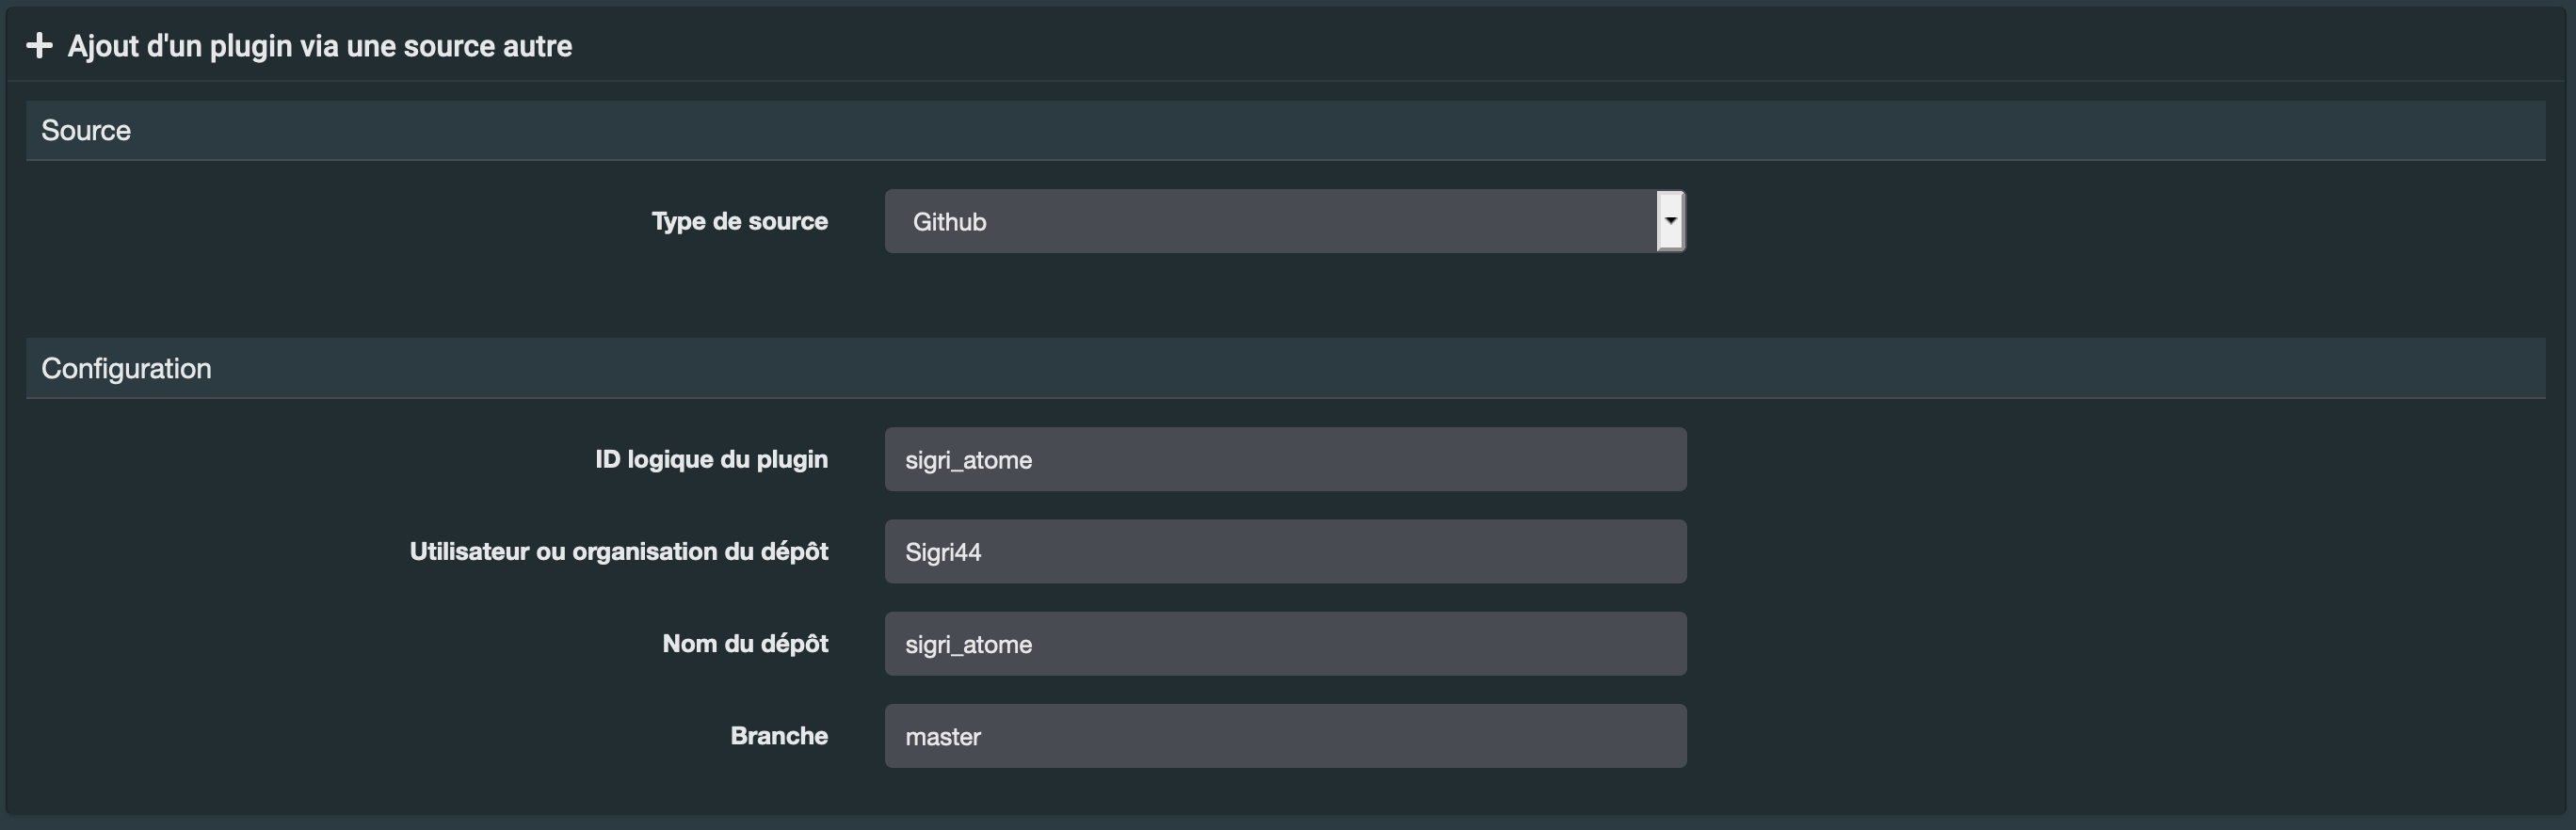 Ajout d'un plugin via une source autre
Source
Type de source Github
Configuration
ID logique du plugin sigri_atome
Utilisateur ou organisation du dépôt Sigri44
Nom du dépôt sigri_atome
Branche master